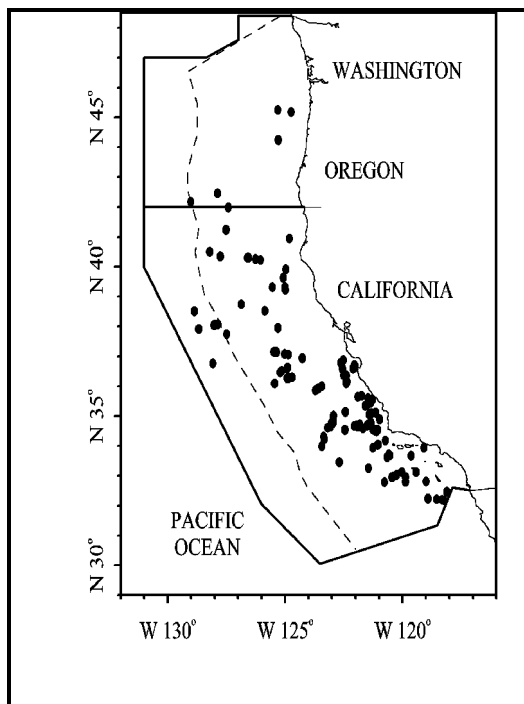 WASHINGTON
N 45°
OREGON
N 40°
CALIFORNIA
N 35°
PACIFIC
OCEAN
N 30°
W 130°
W 125°
W 120°